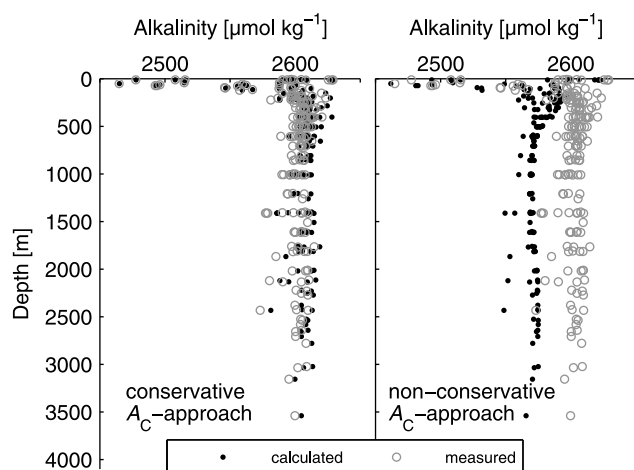 Alkalinity [µmol kg⁻¹] Alkalinity [µmol kg⁻¹]
2500 2600 2500 2600
0
500
1000
1500
2000
2500
3000
3500
4000
Depth [m]
conservative
A_C−approach
non−conservative
A_C−approach
calculated measured